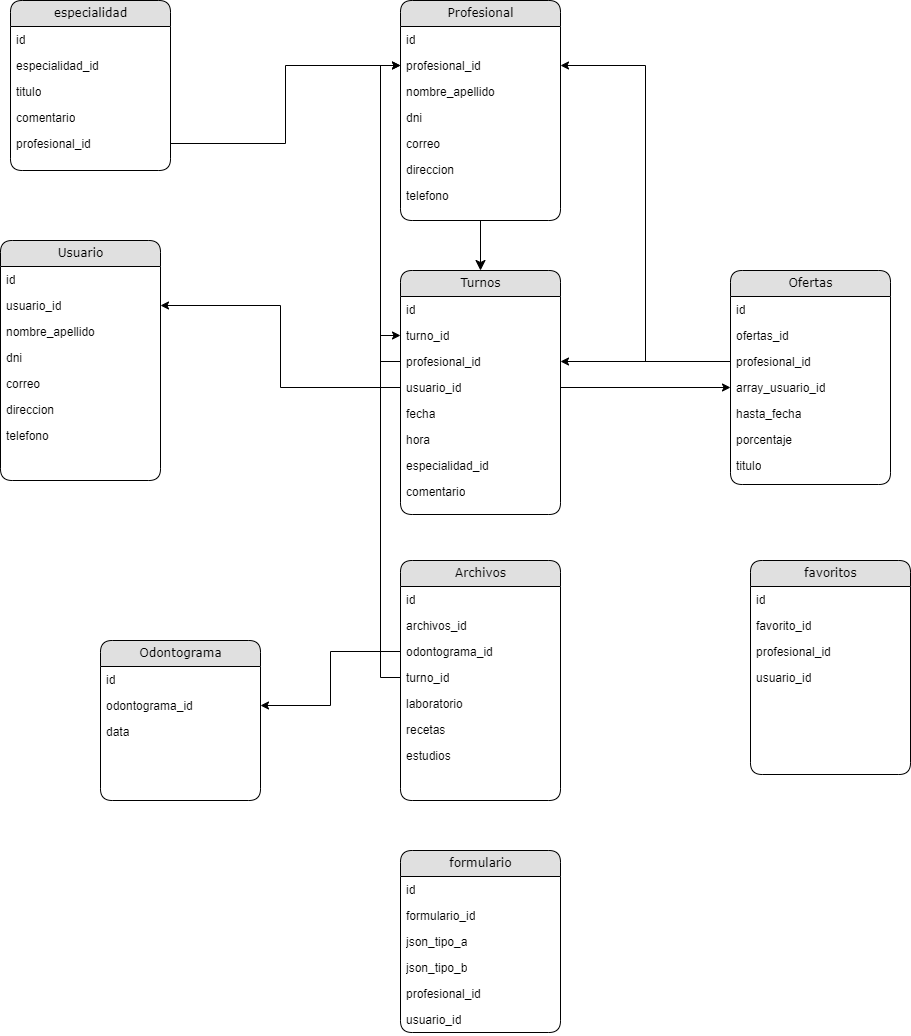 especialidad
id
especialidad_id
titulo
comentario
profesional_id
Profesional
id
profesional_id
nombre_apellido
dni
correo
direccion
telefono
Usuario
id
usuario_id
nombre_apellido
dni
correo
direccion
telefono
Turnos
id
turno_id
profesional_id
usuario_id
fecha
hora
especialidad_id
comentario
Ofertas
id
ofertas_id
profesional_id
array_usuario_id
hasta_fecha
porcentaje
titulo
Odontograma
id
odontograma_id
data
Archivos
id
archivos_id
odontograma_id
turno_id
laboratorio
recetas
estudios
favoritos
id
favorito_id
profesional_id
usuario_id
formulario
id
formulario_id
json_tipo_a
json_tipo_b
profesional_id
usuario_id